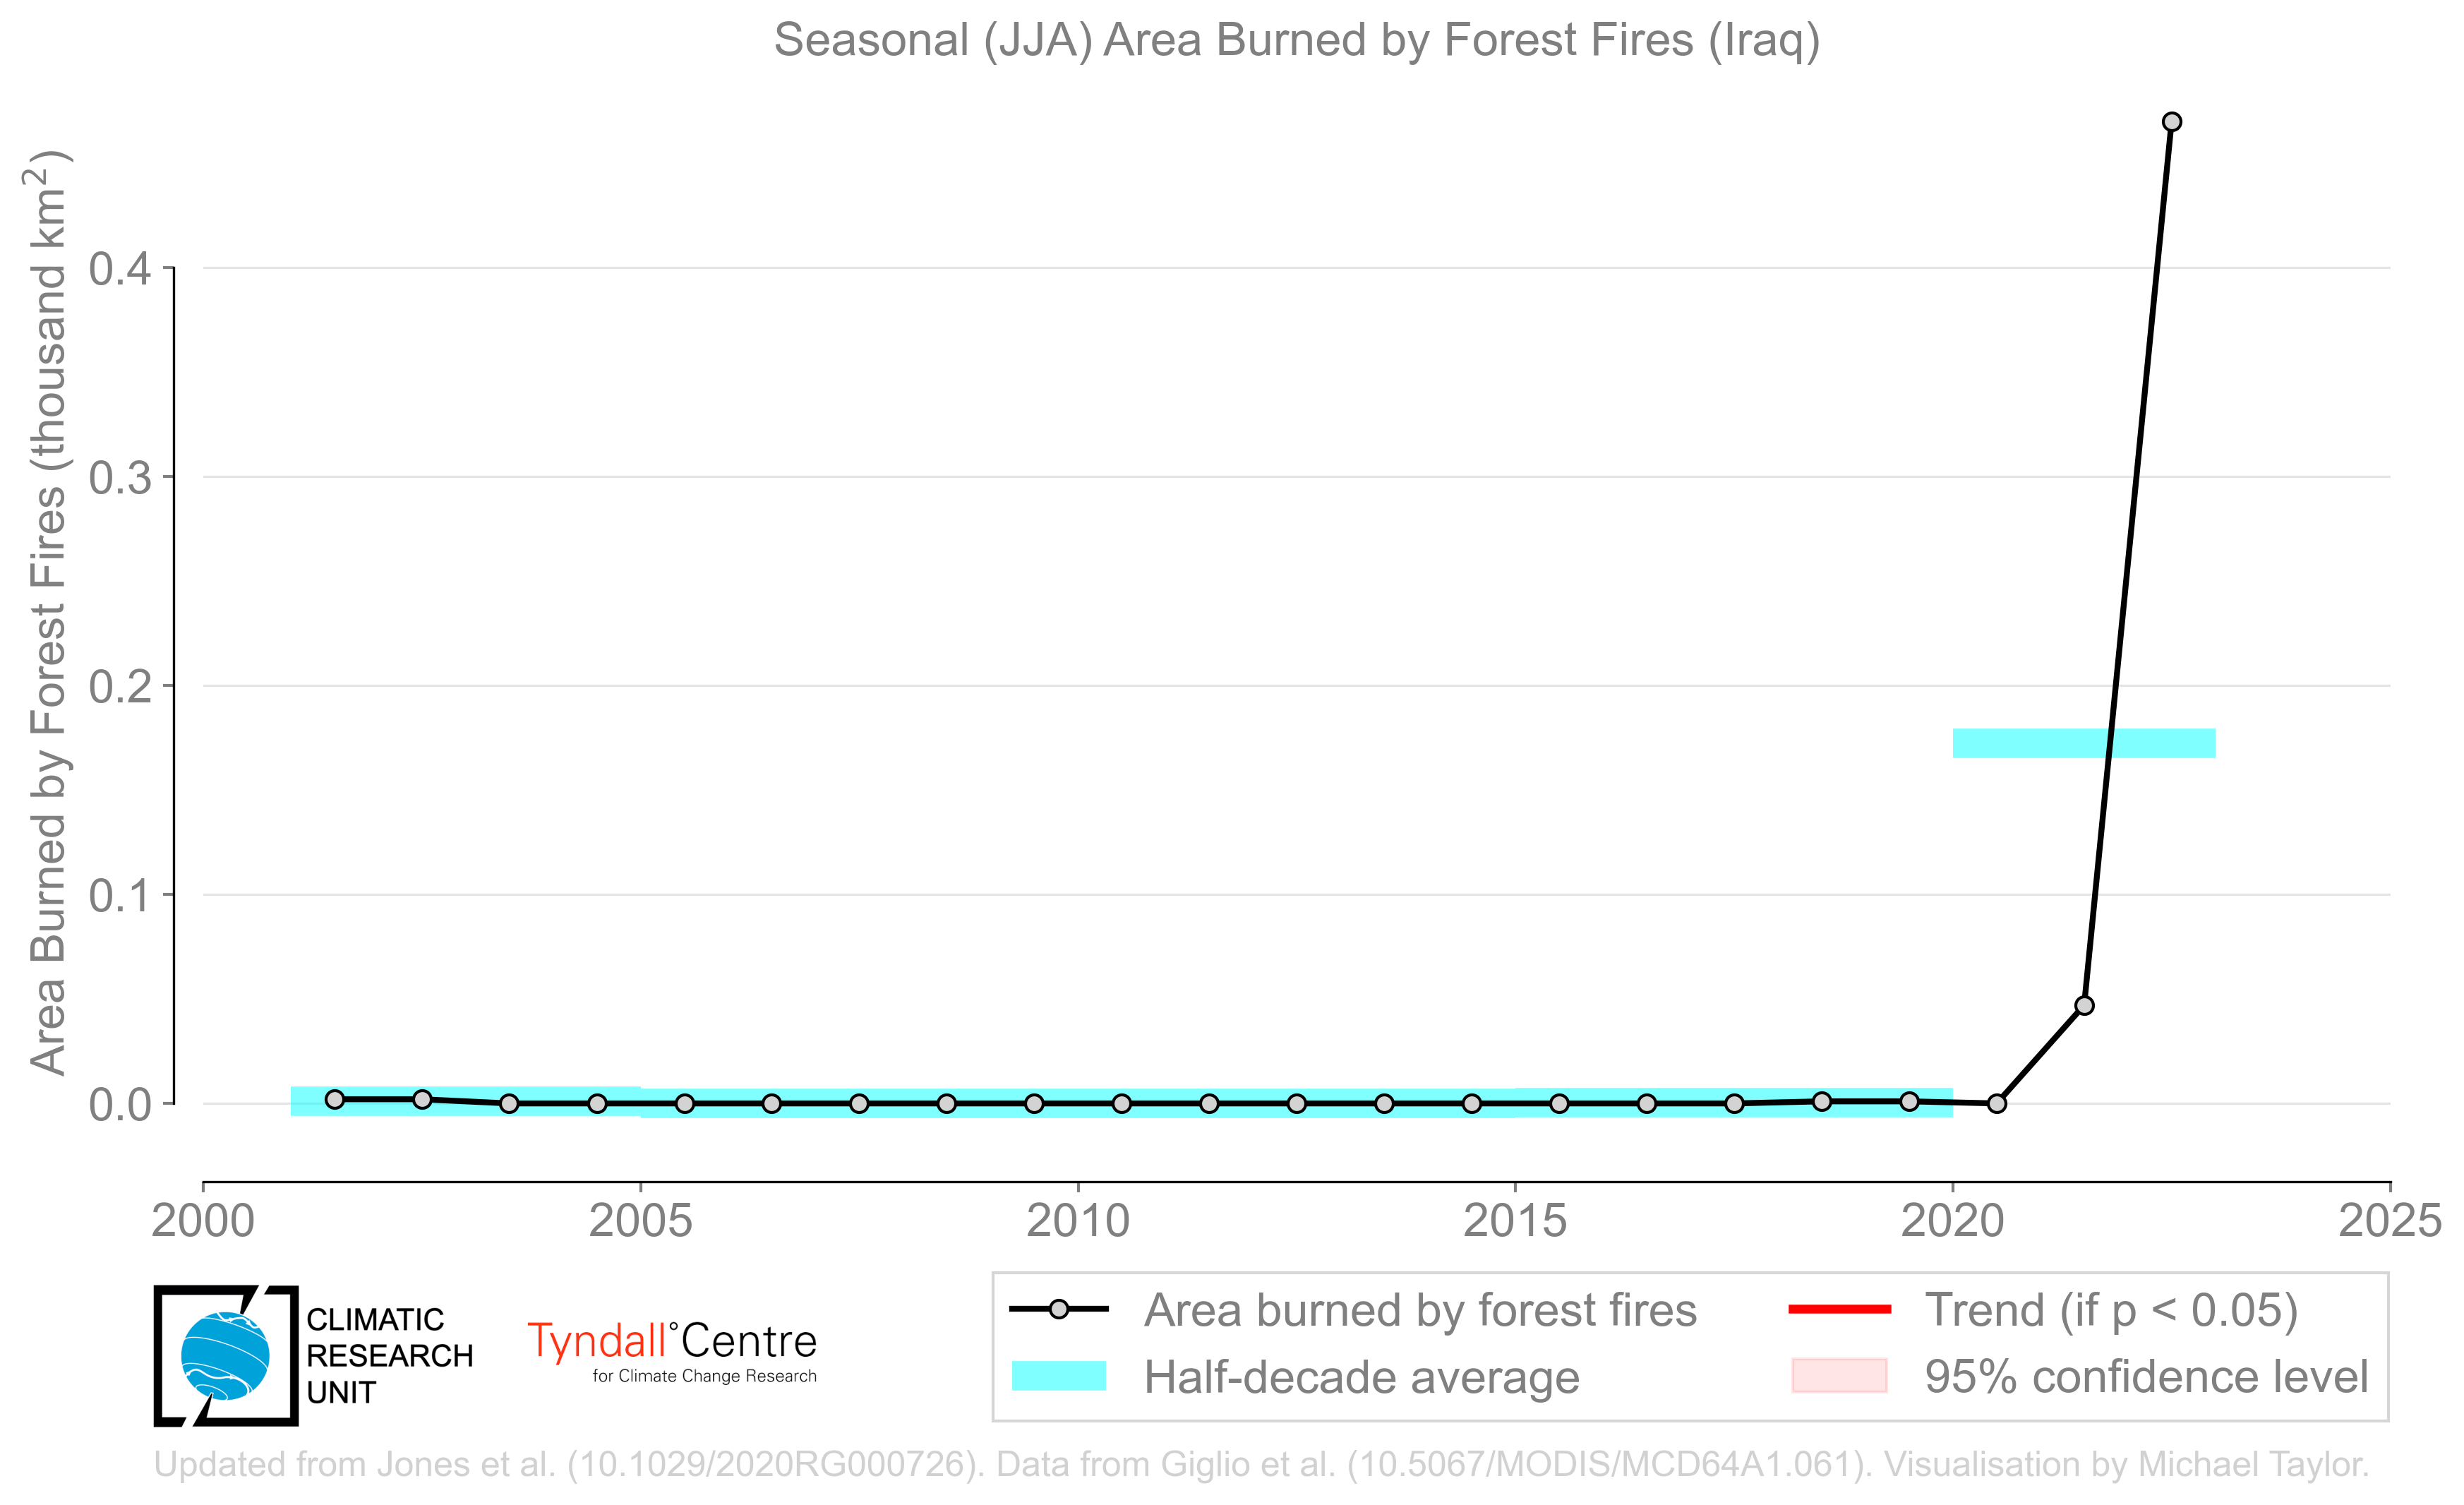 Seasonal (JJA) Area Burned by Forest Fires (Iraq)
Area Burned by Forest Fires (thousand km²)
0.4
0.3
0.2
0.1
0.0
2000 2005 2010 2015 2020 2025
CLIMATIC
RESEARCH
UNIT
Tyndall°Centre
for Climate Change Research
Area buned by forest fires
Half-decade average
Trend (if p < 0.05)
95% confidence level
Updated from Jones et al. (10.1029/2020RG000726). Data from Giglio et al. (10.5067/MODIS/MCD64A1.061). Visualisation by Michael Taylor.